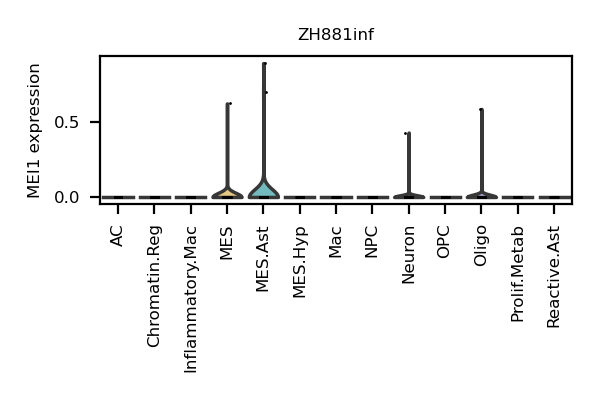 ZH881inf
MEI1 expression
0.5
0.0
AC
Chromatin.Reg
Inflammatory.Mac
MES
MES.Ast
MES.Hyp
Mac
NPC
Neuron
OPC
Oligo
Prolif.Metab
Reactive.Ast